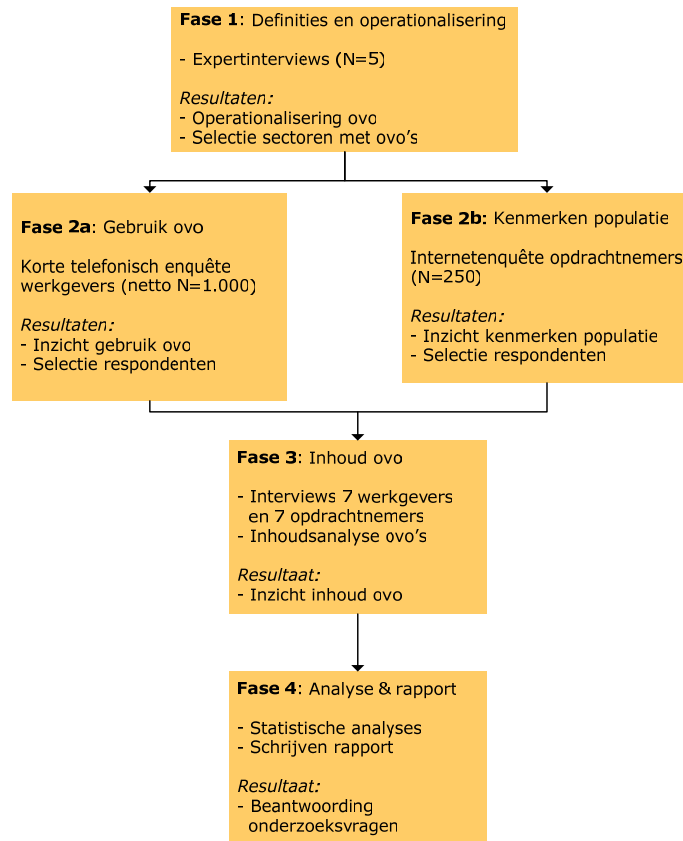 Fase 1: Definities en operationalisering
- Expertinterviews (N=5)
Resultaten:
- Operationalisering ovo
- Selectie sectoren met ovo's
Fase 2a: Gebruik ovo
Korte telefonisch enquête
werkgevers (netto N=1.000)
Resultaten:
- Inzicht gebruik ovo
- Selectie respondenten
Fase 2b: Kenmerken populatie
Internetenquête opdrachtnemers
(N=250)
Resultaten:
- Inzicht kenmerken populatie
- Selectie respondenten
Fase 3: Inhoud ovo
- Interviews 7 werkgevers
en 7 opdrachtnemers
- Inhoudsanalyse ovo's
Resultaat:
- Inzicht inhoud ovo
Fase 4: Analyse & rapport
- Statistische analyses
- Schrijven rapport
Resultaat:
- Beantwoording
onderzoeksvragen